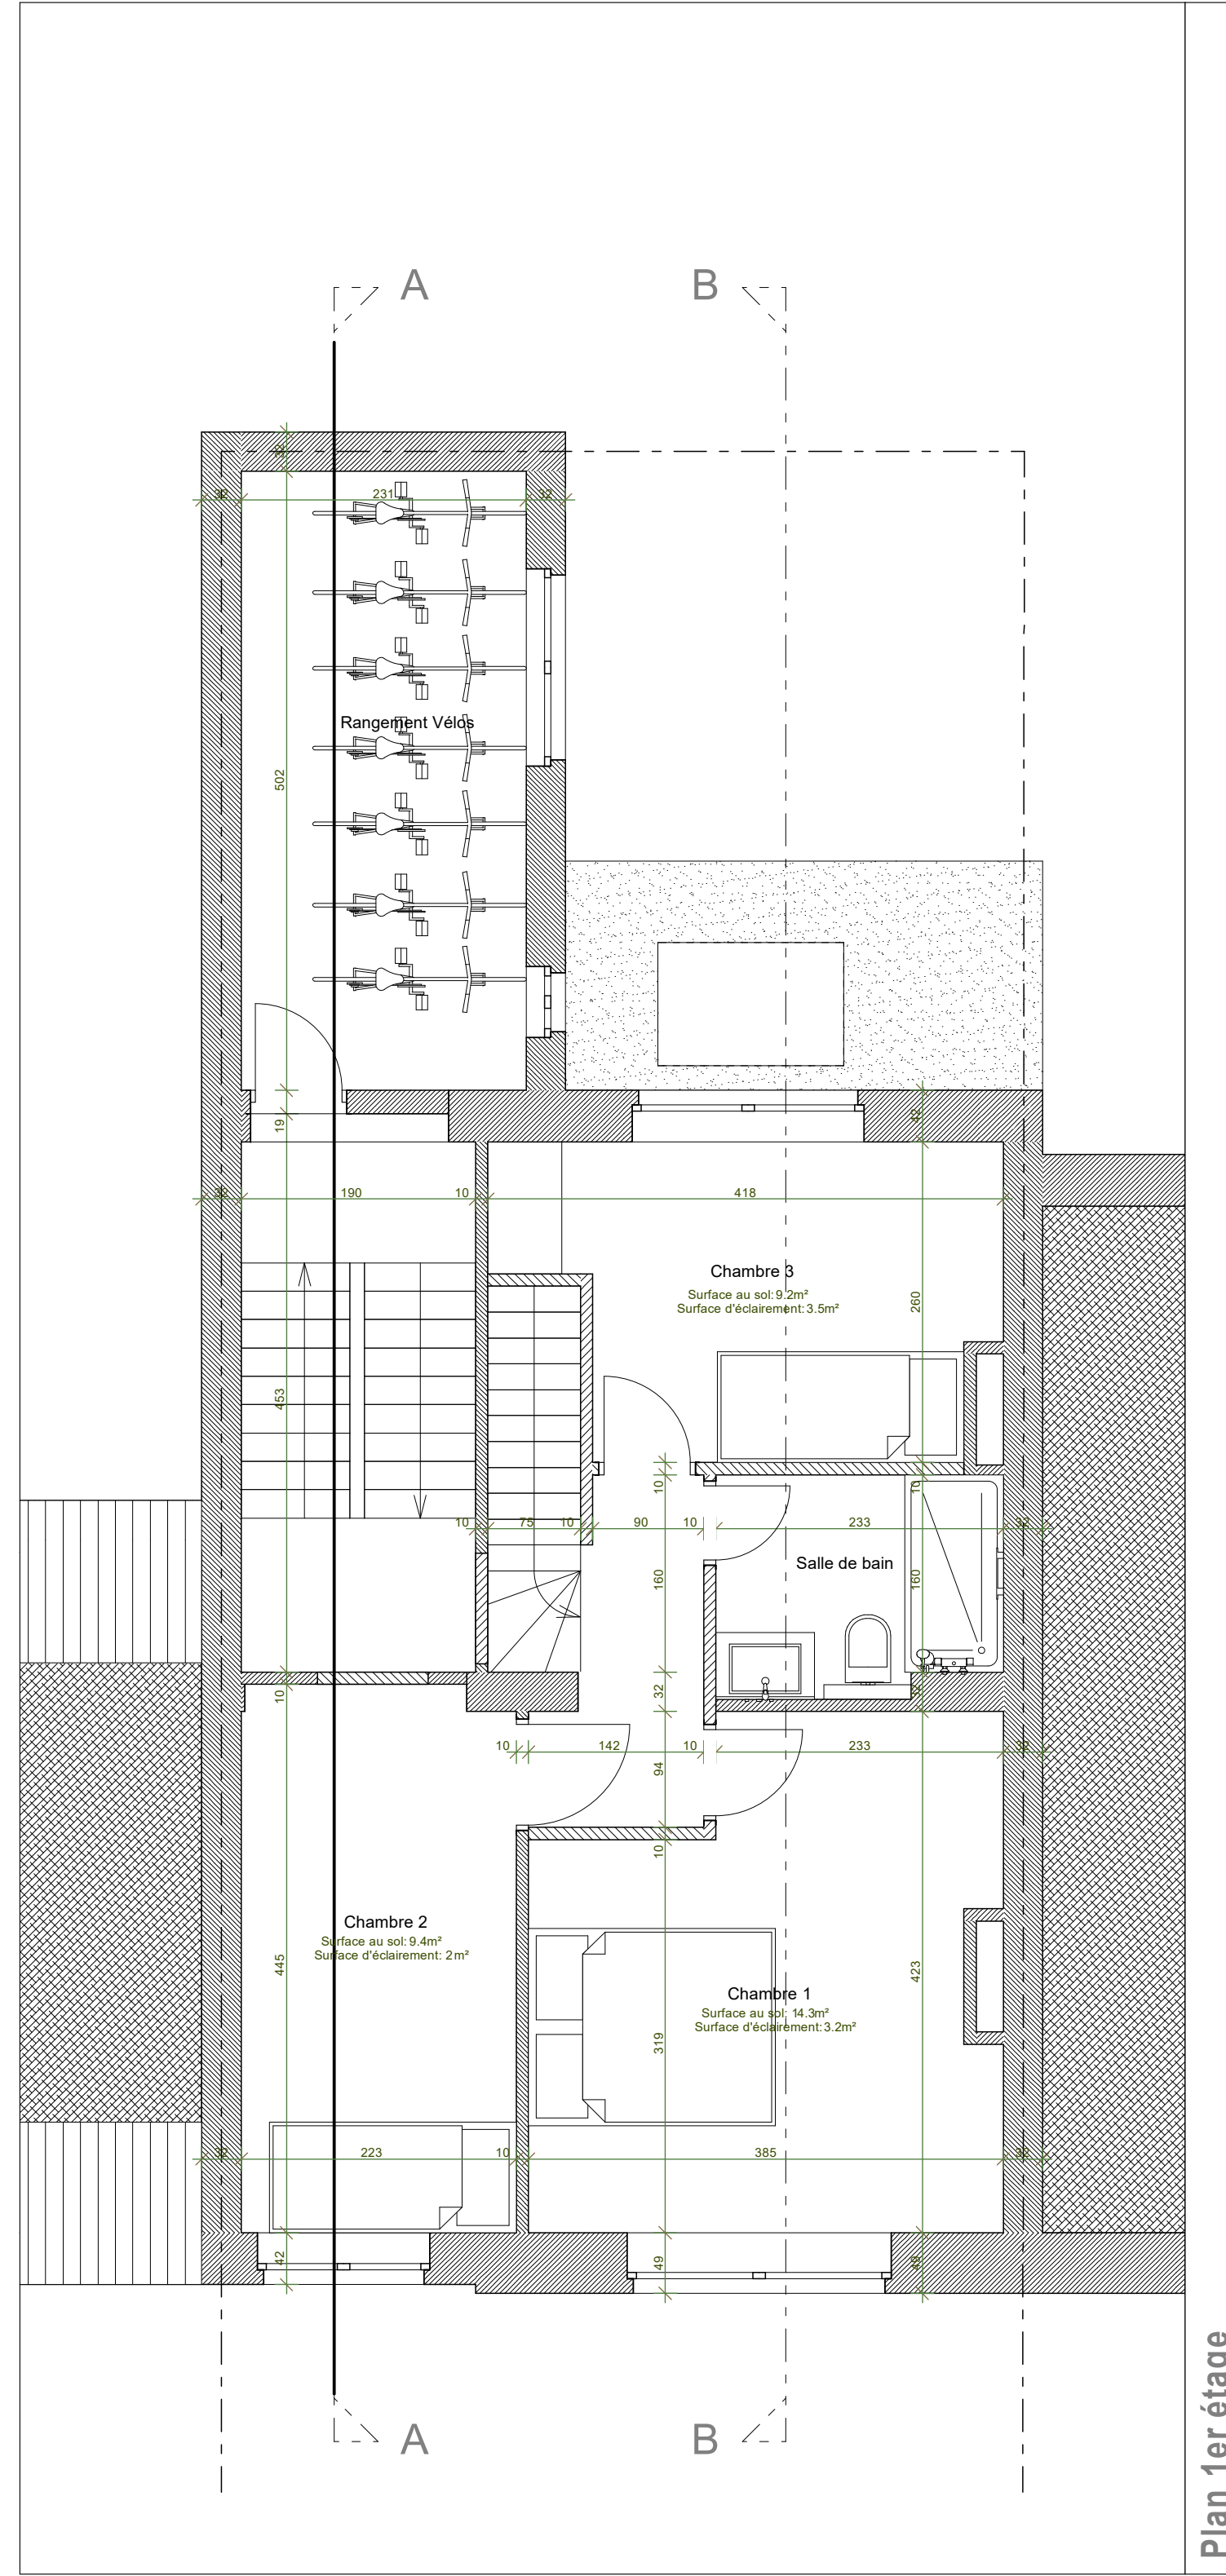 A
B
32
32
231
32
Rangement Vélos
502
19
42
32
190
10
418
Chambre 3
Surface au sol: 9.2m²
Surface d'éclairement: 3.5m²
260
453
10
10
10
75
10
90
10
233
32
Salle de bain
160
160
10
32
32
10
142
10
233
32
94
10
Chambre 2
Surface au sol: 9.4m²
Surface d'éclairement: 2m²
445
423
Chambre 1
Surface au sol: 14.3m²
Surface d'éclairement: 3.2m²
319
32
223
10
385
32
42
49
49
A
B
Plan 1er étage